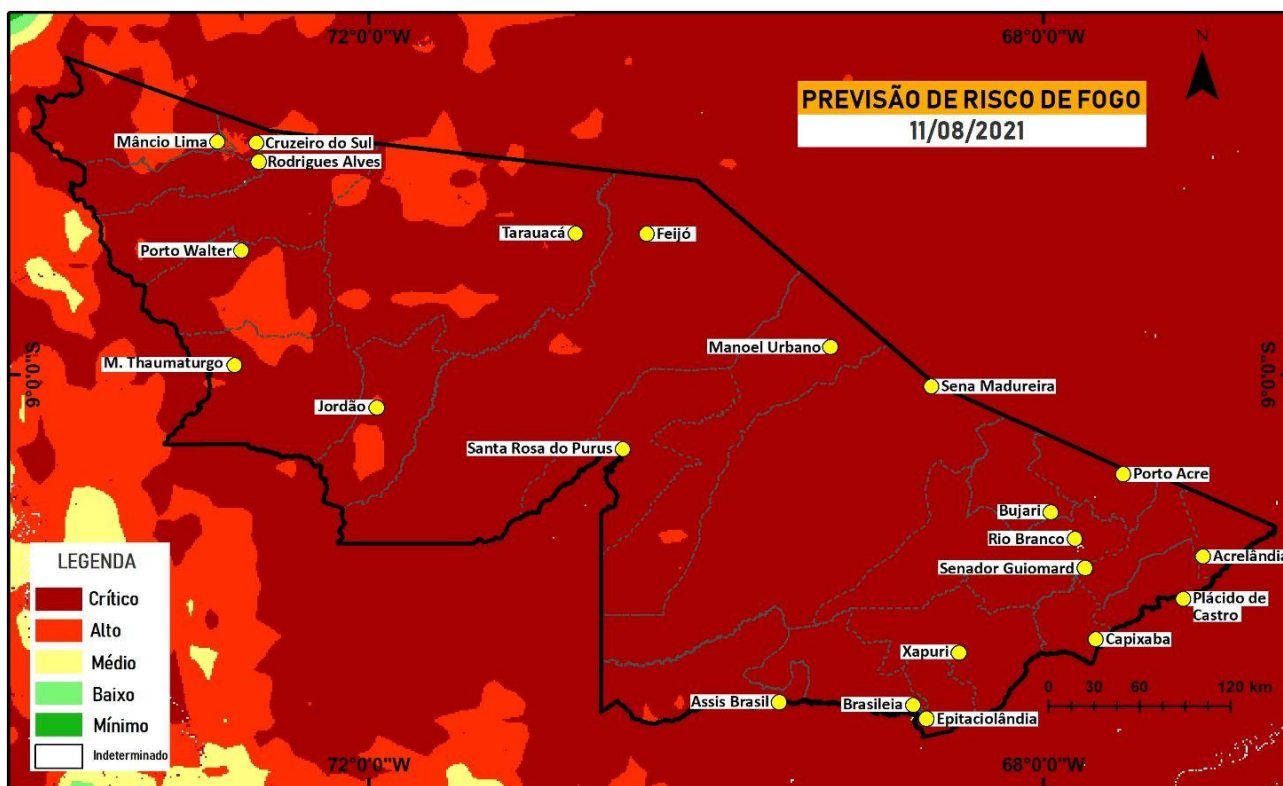 72°0'0"W
68°0'0"W
N
PREVISÃO DE RISCO DE FOGO
11/08/2021
Mâncio Lima
Cruzeiro do Sul
Rodrigues Alves
Tarauacá
Feijó
Porto Walter
Manoel Urbano
M. Thaumaturgo
9°0'0"S
9°0'0"S
Sena Madureira
Jordão
Santa Rosa do Purus
Porto Acre
Bujari
Rio Branco
Acrelândia
Senador Guiomard
Plácido de
Castro
Capixaba
Xapuri
Assis Brasil
Brasileia
Epitaciolândia
0 30 60 120 km
LEGENDA
Crítico
Alto
Médio
Baixo
Mínimo
Indeterminado
72°0'0"W
68°0'0"W